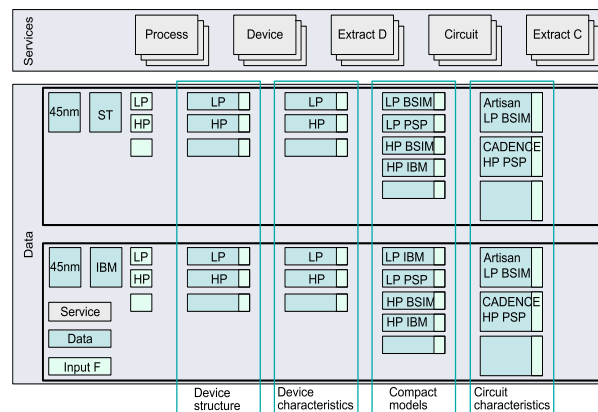 Services
Process
Device
Extract D
Circuit
Extract C
Data
45nm
ST
LP
HP
LP
HP
LP
HP
LP BSIM
LP PSP
HP BSIM
HP IBM
Artisan
LP BSIM
CADENCE
HP PSP
45nm
IBM
LP
HP
LP
HP
LP
HP
LP IBM
LP PSP
HP BSIM
HP IBM
Artisan
LP BSIM
CADENCE
HP PSP
Service
Data
Input F
Device
structure
Device
characteristics
Compact
models
Circuit
characteristics